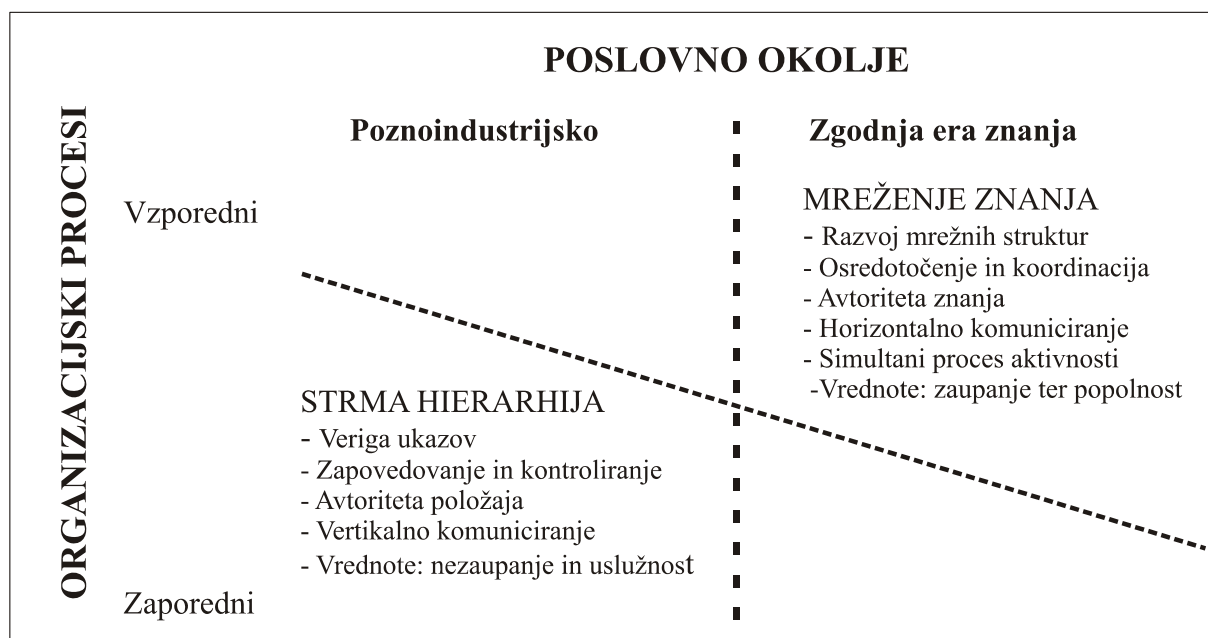 POSLOVNO OKOLJE
ORGANIZACIJSKI PROCESI
Poznoindustrijsko
Zgodnja era znanja
Vzporedni
MREŽENJE ZNANJA
- Razvoj mrežnih struktur
- Osredotočenje in koordinacija
- Avtoriteta znanja
- Horizontalno komuniciranje
- Simultani proces aktivnosti
-Vrednote: zaupanje ter popolnost
STRMA HIERARHIJA
- Veriga ukazov
- Zapovedovanje in kontroliranje
- Avtoriteta položaja
- Vertikalno komuniciranje
- Vrednote: nezaupanje in uslužnost
Zaporedni